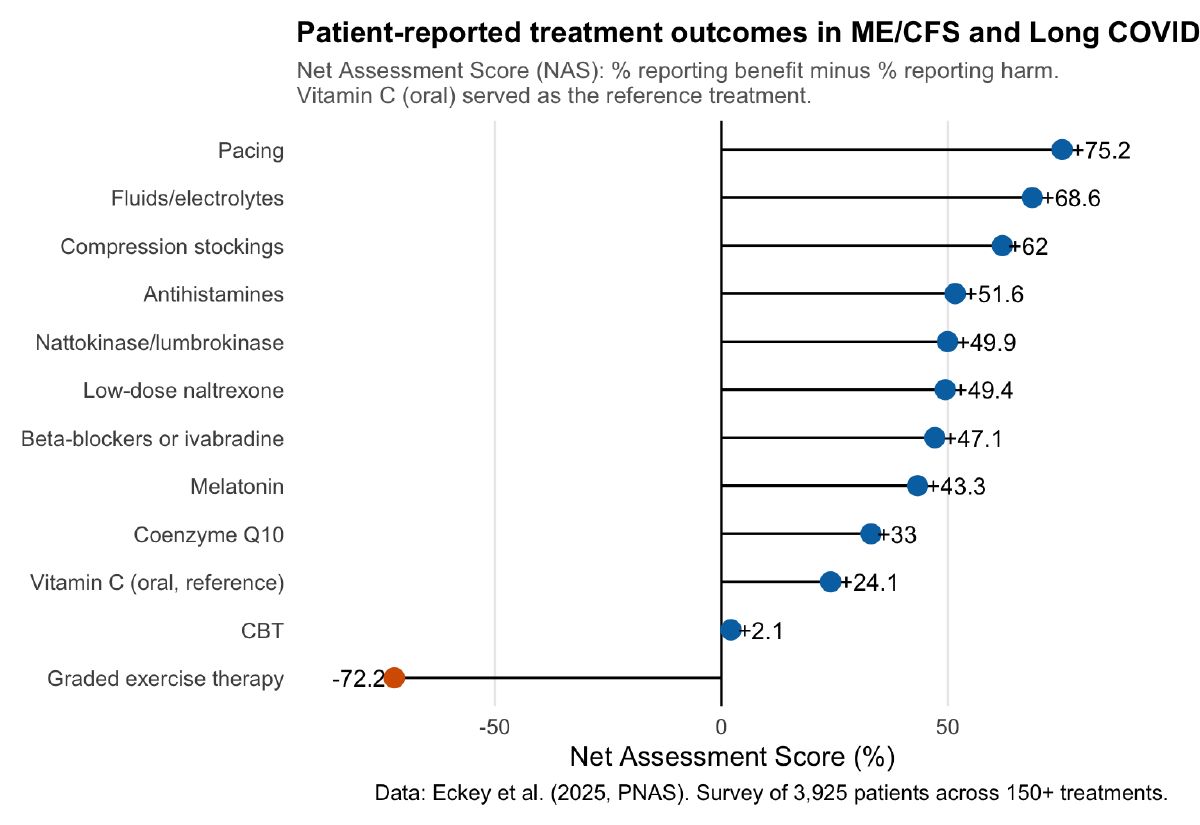 Patient-reported treatment outcomes in ME/CFS and Long COVID
Net Assessment Score (NAS): % reporting benefit minus % reporting harm.
Vitamin C (oral) served as the reference treatment.
Pacing +75.2
Fluids/electrolytes +68.6
Compression stockings +62
Antihistamines +51.6
Nattokinase/lumbrokinase +49.9
Low-dose naltrexone +49.4
Beta-blockers or ivabradine +47.1
Melatonin +43.3
Coenzyme Q10 +33
Vitamin C (oral, reference) +24.1
CBT +2.1
Graded exercise therapy -72.2
-50 0 50
Net Assessment Score (%)
Data: Eckey et al. (2025, PNAS). Survey of 3,925 patients across 150+ treatments.